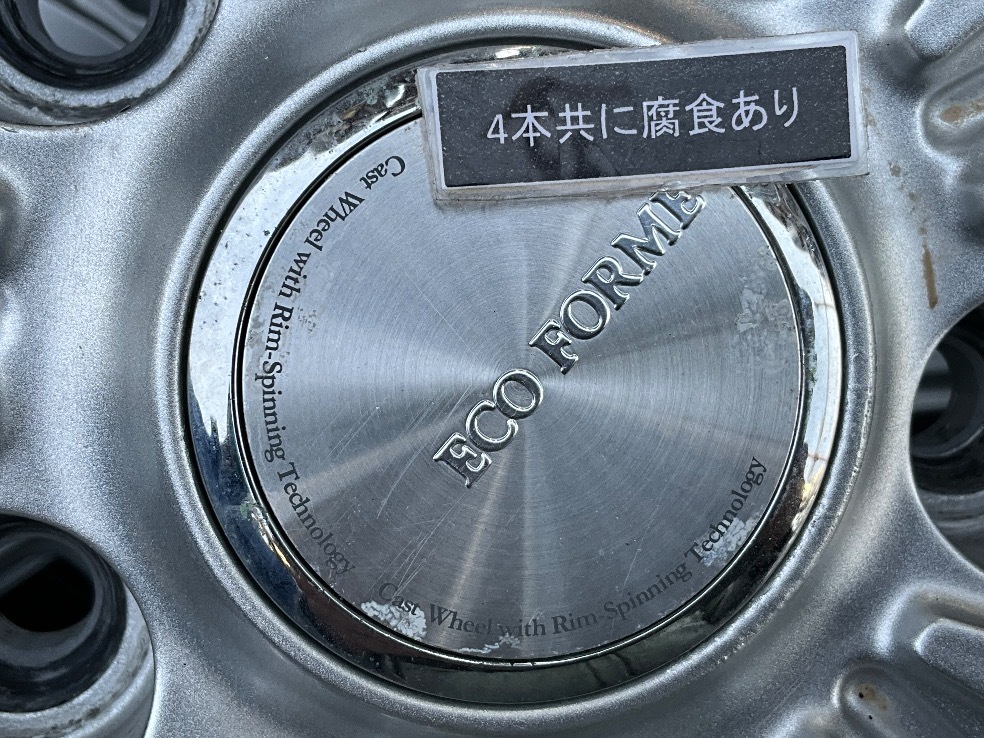 4本共に腐食あり
Cast Wheel with Rim-Spinning Technology
ECO FORME
Cast Wheel with Rim-Spinning Technology